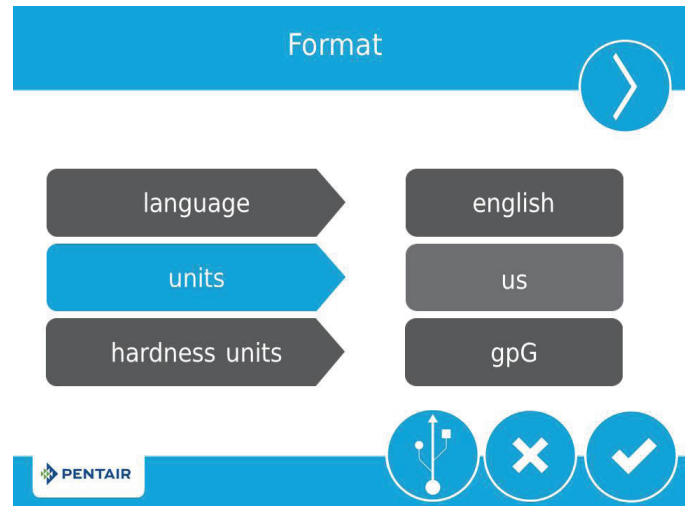 Format
language
english
units
us
hardness units
gpG
PENTAIR